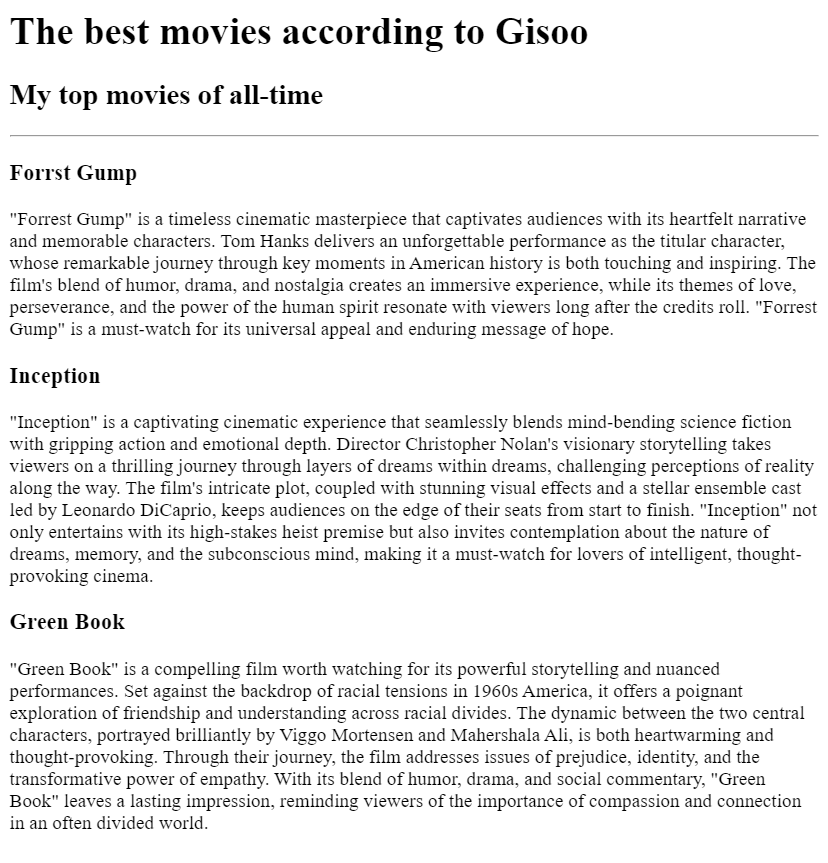 The best movies according to Gisoo
My top movies of all-time
Forrst Gump
"Forrest Gump" is a timeless cinematic masterpiece that captivates audiences with its heartfelt narrative
and memorable characters. Tom Hanks delivers an unforgettable performance as the titular character,
whose remarkable journey through key moments in American history is both touching and inspiring. The
film's blend of humor, drama, and nostalgia creates an immersive experience, while its themes of love,
perseverance, and the power of the human spirit resonate with viewers long after the credits roll. "Forrest
Gump" is a must-watch for its universal appeal and enduring message of hope.
Inception
"Inception" is a captivating cinematic experience that seamlessly blends mind-bending science fiction
with gripping action and emotional depth. Director Christopher Nolan's visionary storytelling takes
viewers on a thrilling journey through layers of dreams within dreams, challenging perceptions of reality
along the way. The film's intricate plot, coupled with stunning visual effects and a stellar ensemble cast
led by Leonardo DiCaprio, keeps audiences on the edge of their seats from start to finish. "Inception" not
only entertains with its high-stakes heist premise but also invites contemplation about the nature of
dreams, memory, and the subconscious mind, making it a must-watch for lovers of intelligent, thought-
provoking cinema.
Green Book
"Green Book" is a compelling film worth watching for its powerful storytelling and nuanced
performances. Set against the backdrop of racial tensions in 1960s America, it offers a poignant
exploration of friendship and understanding across racial divides. The dynamic between the two central
characters, portrayed brilliantly by Viggo Mortensen and Mahershala Ali, is both heartwarming and
thought-provoking. Through their journey, the film addresses issues of prejudice, identity, and the
transformative power of empathy. With its blend of humor, drama, and social commentary, "Green
Book" leaves a lasting impression, reminding viewers of the importance of compassion and connection
in an often divided world.